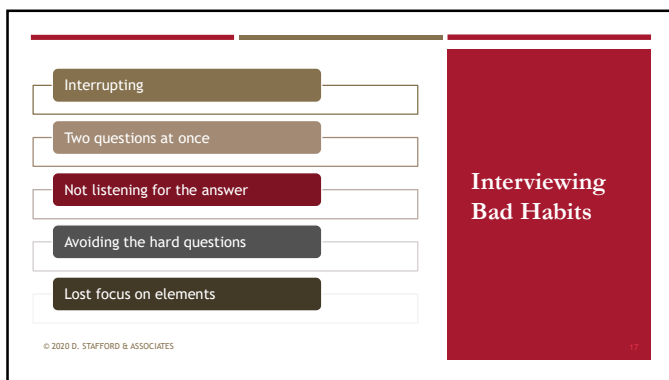 Interrupting
Two questions at once
Not listening for the answer
Avoiding the hard questions
Lost focus on elements
Interviewing
Bad Habits
© 2020 D. STAFFORD & ASSOCIATES
17